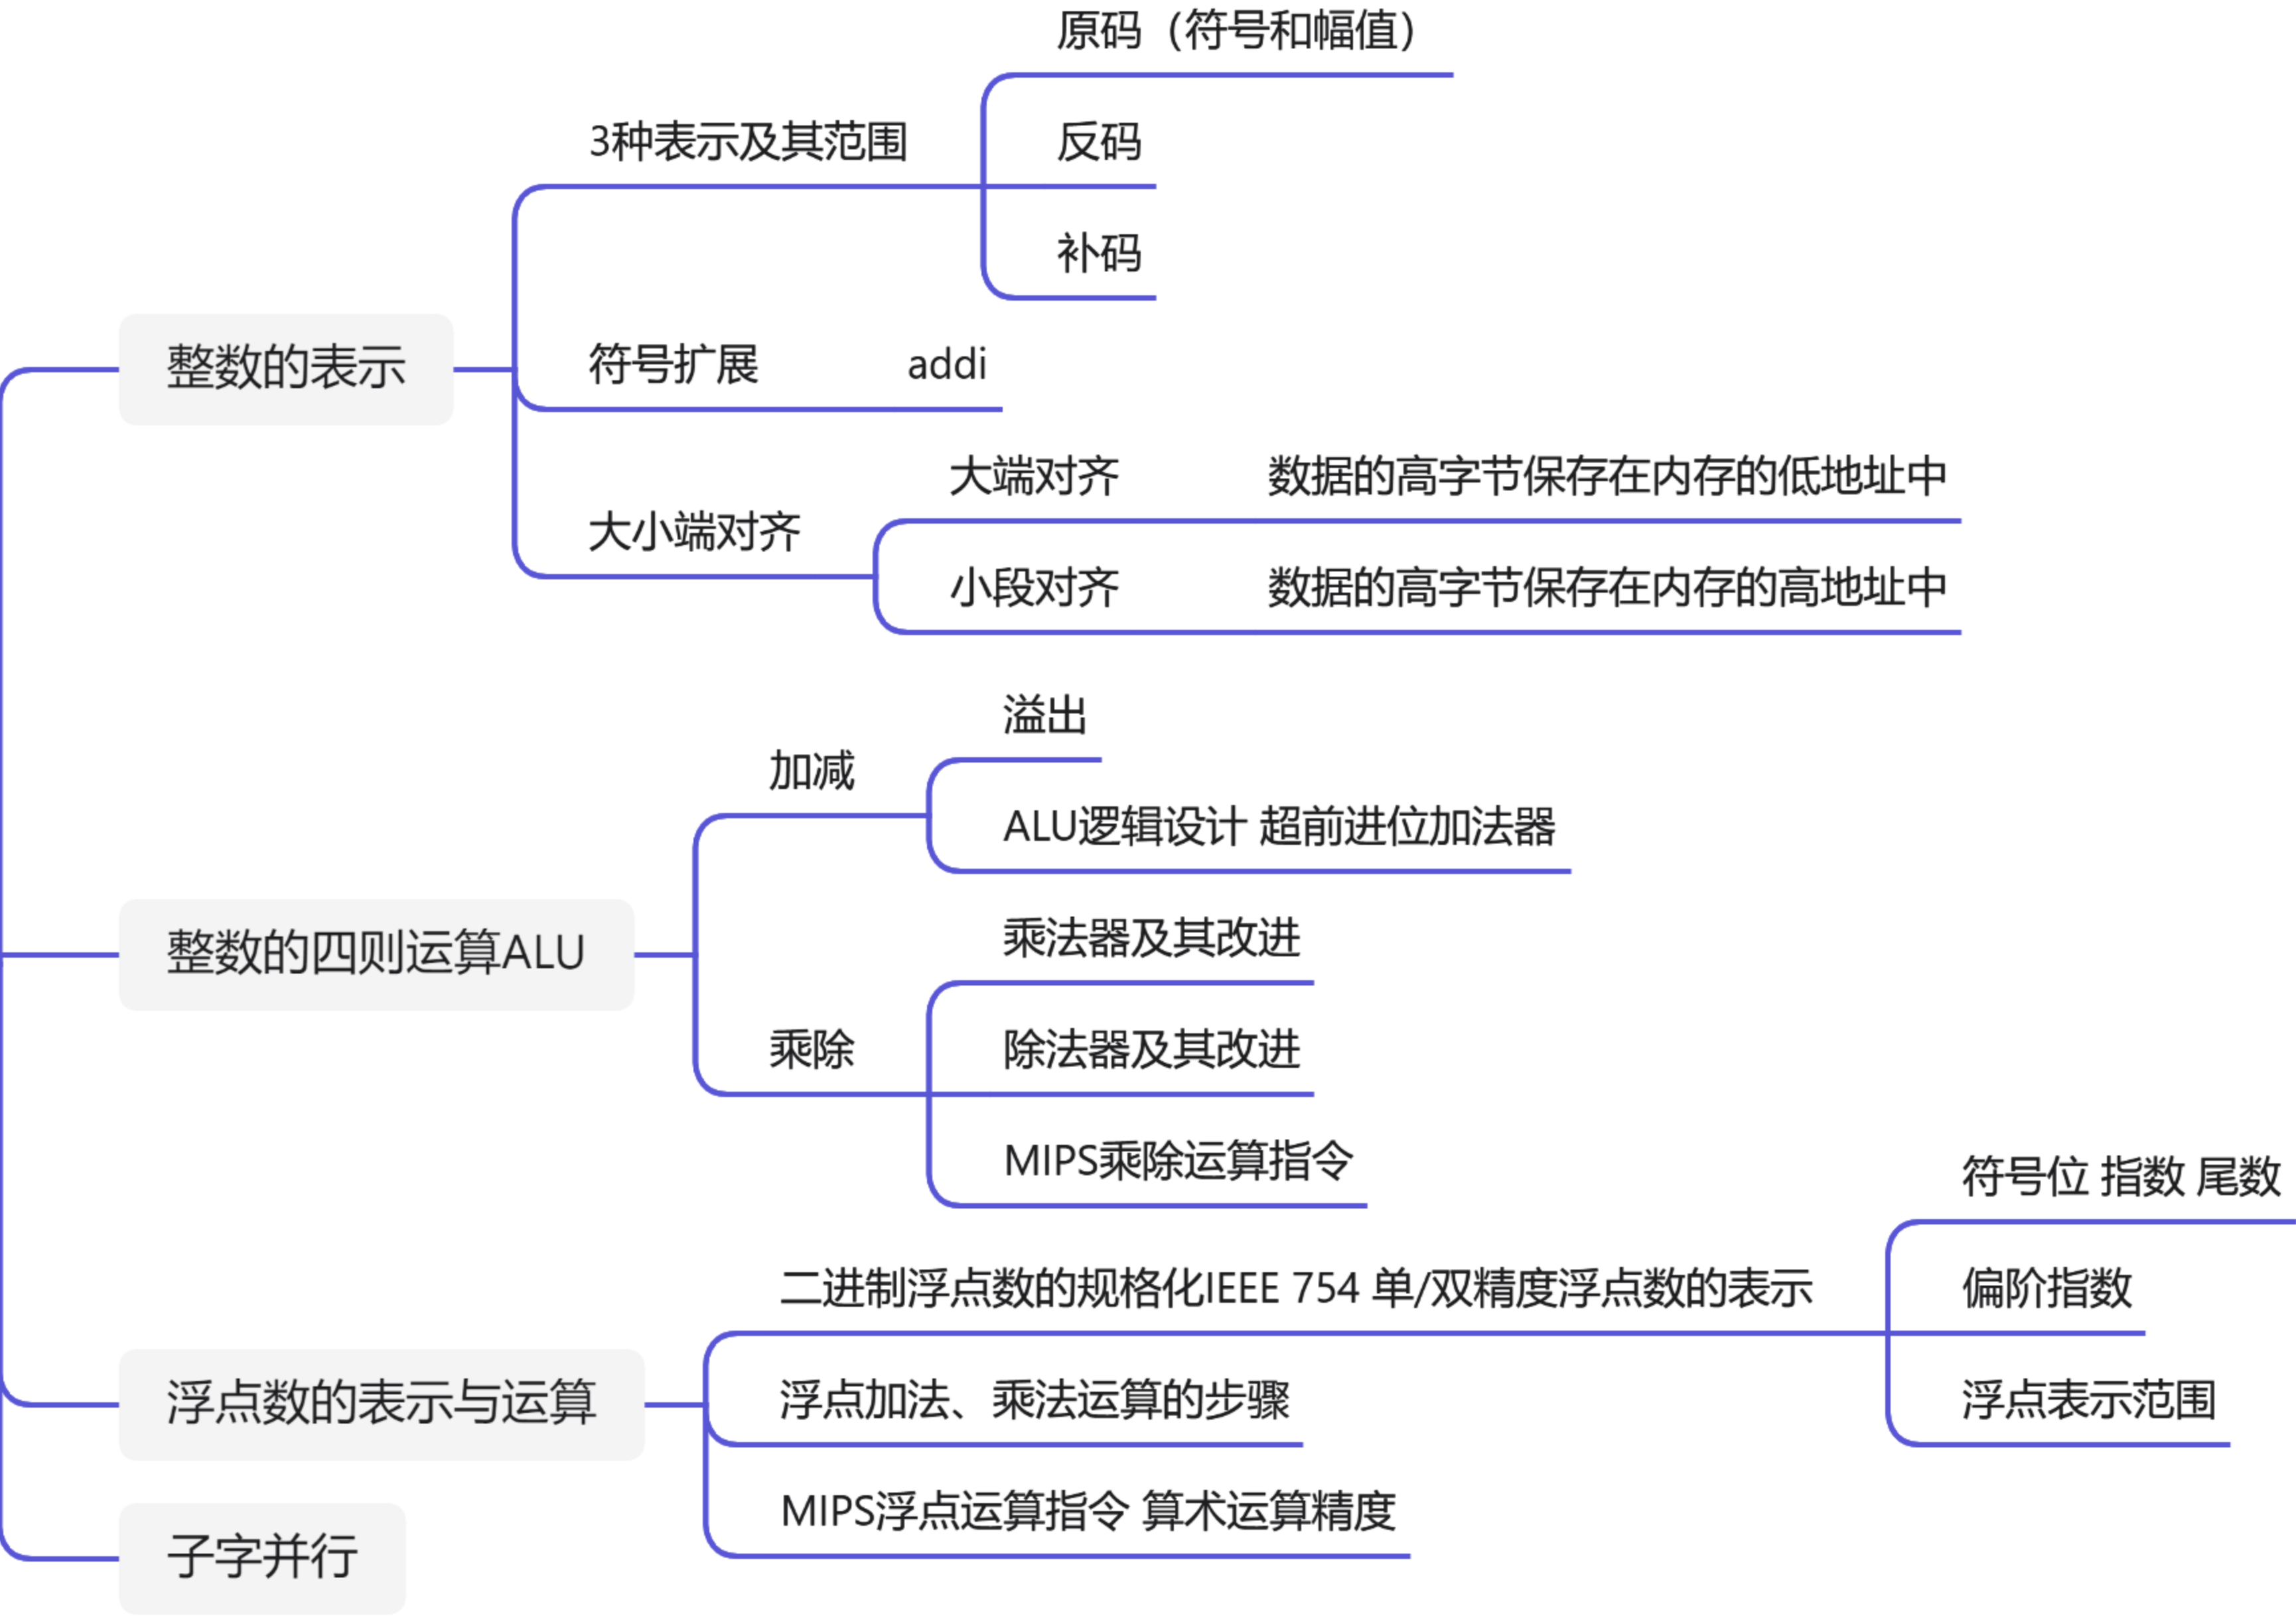 原码（符号和幅值）
3种表示及其范围
反码
补码
整数的表示
符号扩展 addi
大端对齐 数据的高字节保存在内存的低地址中
大小端对齐
小段对齐 数据的高字节保存在内存的高地址中
溢出
加减
ALU逻辑设计 超前进位加法器
整数的四则运算ALU
乘法器及其改进
乘除
除法器及其改进
MIPS乘除运算指令
符号位 指数 尾数
二进制浮点数的规格化IEEE 754 单/双精度浮点数的表示
偏阶指数
浮点表示范围
浮点数的表示与运算
浮点加法、乘法运算的步骤
MIPS浮点运算指令 算术运算精度
子字并行